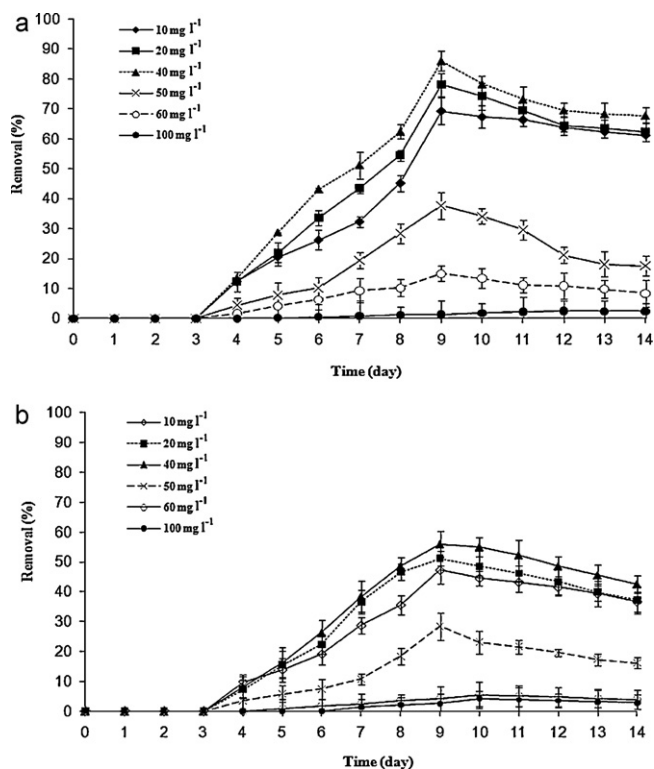 a
100
90
80
70
60
50
40
30
20
10
0
Removal (%)
10 mg l⁻¹
20 mg l⁻¹
40 mg l⁻¹
50 mg l⁻¹
60 mg l⁻¹
100 mg l⁻¹
0 1 2 3 4 5 6 7 8 9 10 11 12 13 14
Time (day)
b
100
90
80
70
60
50
40
30
20
10
0
Removal (%)
10 mg l⁻¹
20 mg l⁻¹
40 mg l⁻¹
50 mg l⁻¹
60 mg l⁻¹
100 mg l⁻¹
0 1 2 3 4 5 6 7 8 9 10 11 12 13 14
Time (day)